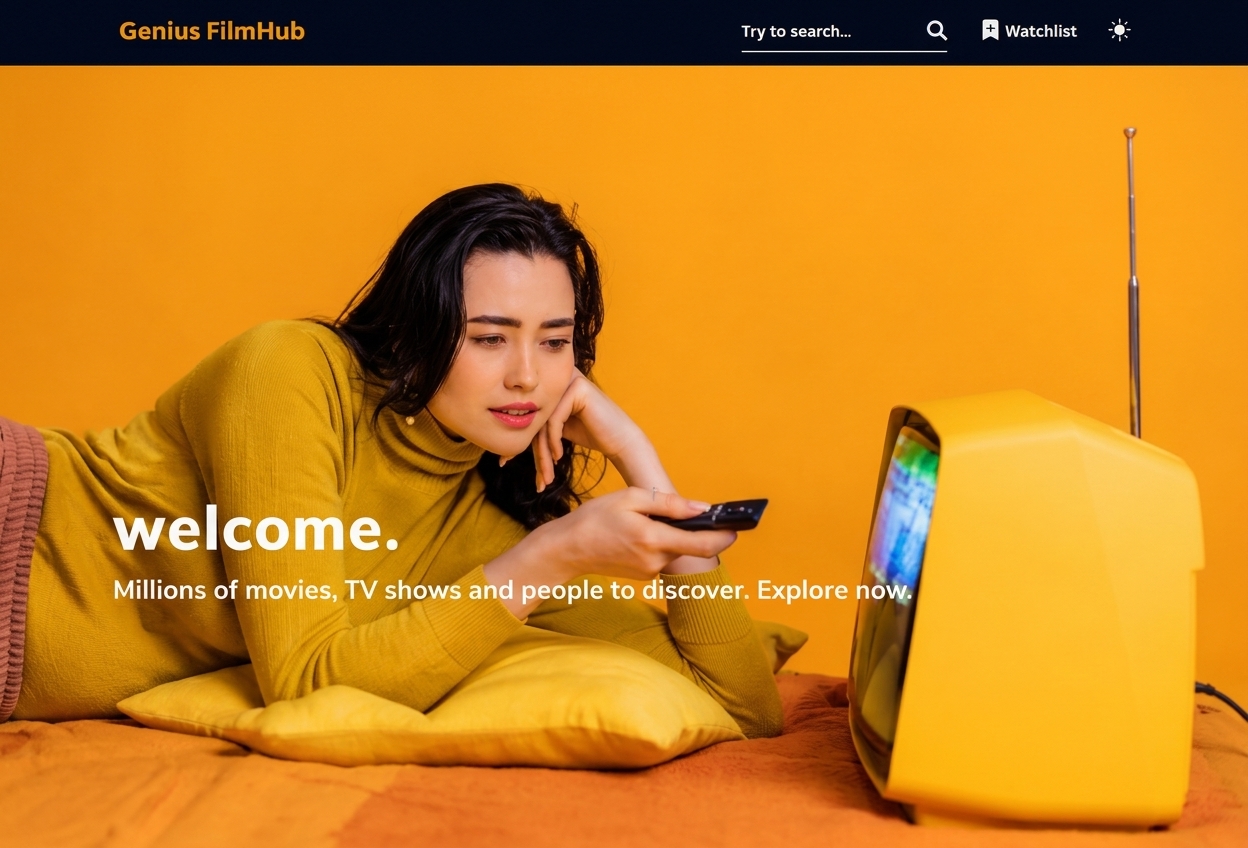 Genius FilmHub
Try to search...
Watchlist
welcome.
Millions of movies, TV shows and people to discover. Explore now.